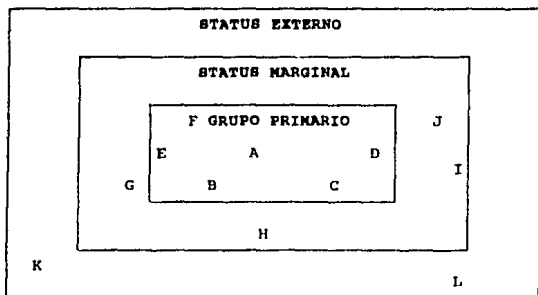 STATUS EXTERNO
STATUS MARGINAL
F GRUPO PRIMARIO
J
E A D
I
G B C
H
K
L